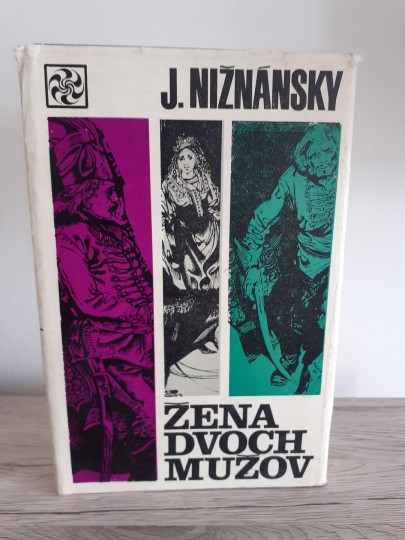 J. NIŽNÁNSKY
ŽENA
DVOCH
MUŽOV